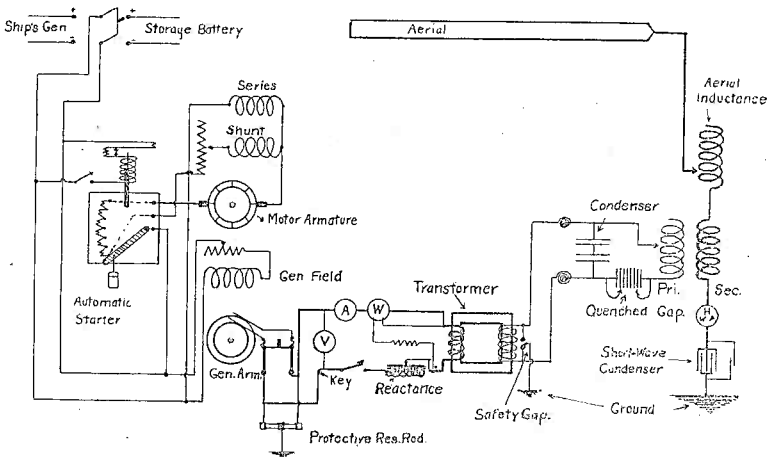 Ship's Gen
+
−
+
−
Storage Battery
Aerial
Aerial
Inductance
Series
Shunt
Motor Armature
Condenser
Gen Field
Automatic
Starter
Transformer
Quenched Gap.
Pri.
Sec.
A
W
V
H
W
Gen. Arm.
Key
Reactance
Safety Gap.
Short-Wave
Condenser
Ground
Protective Res. Rod.